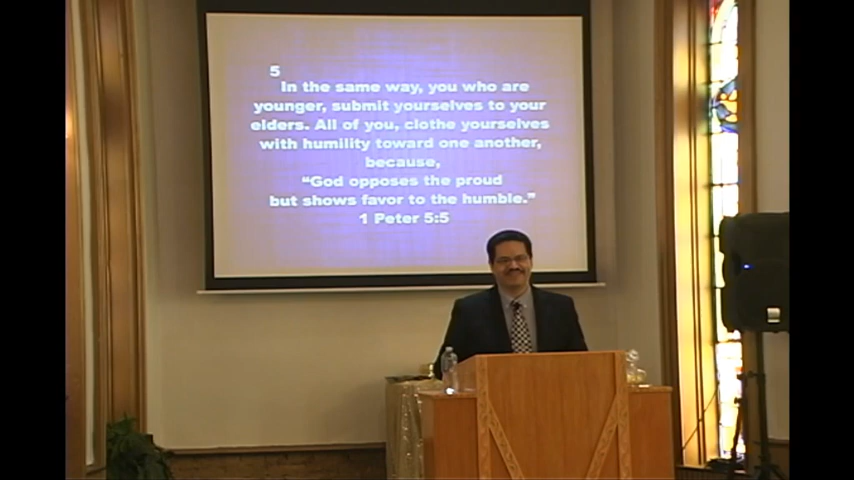 5
In the same way, you who are
younger, submit yourselves to your
elders. All of you, clothe yourselves
with humility toward one another,
because,
“God opposes the proud
but shows favor to the humble.”
1 Peter 5:5